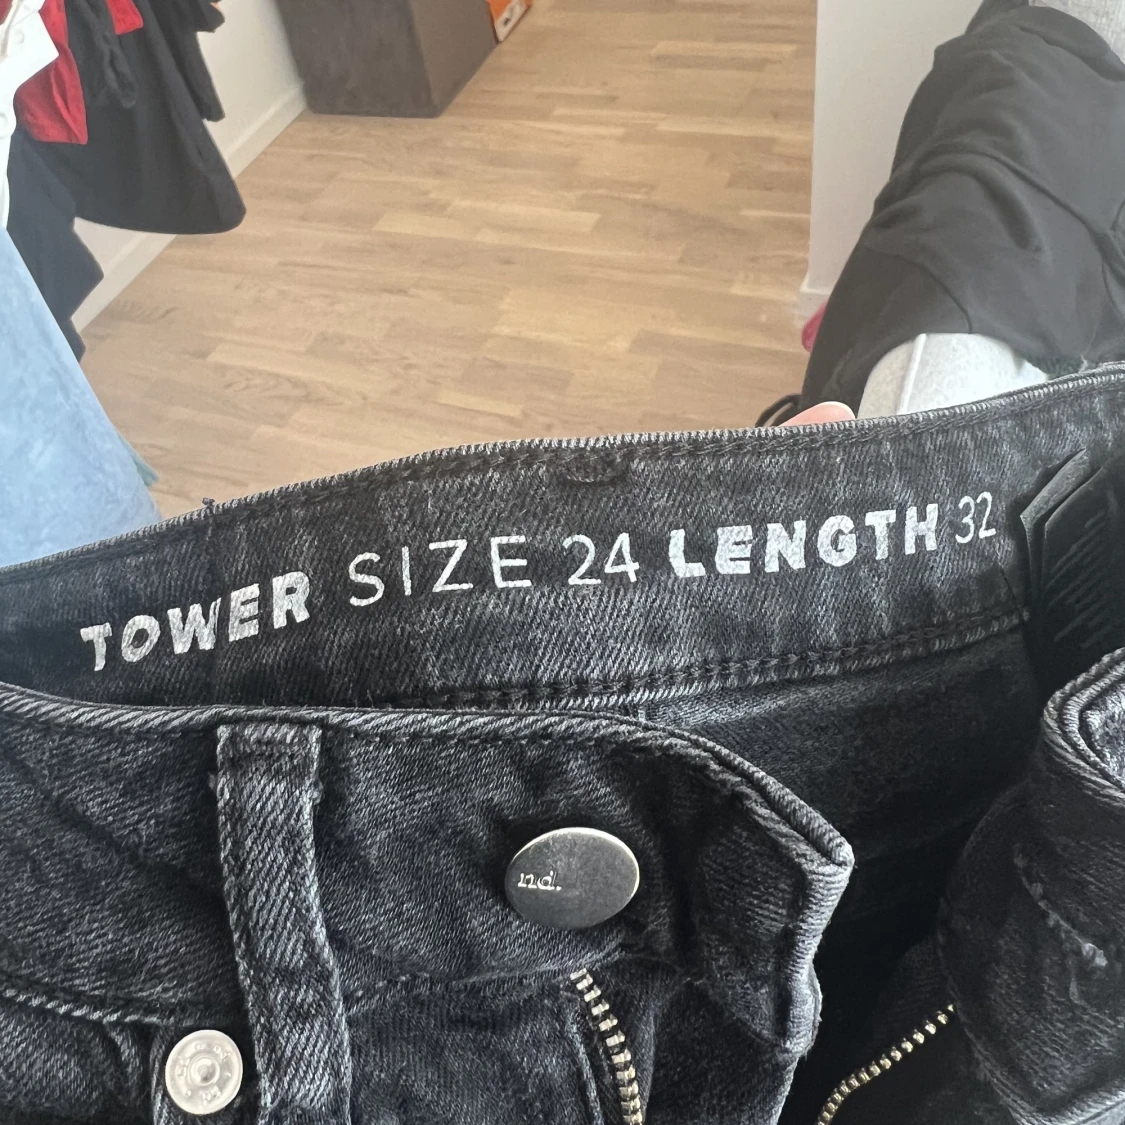 TOWER SIZE 24 LENGTH 32
nd.